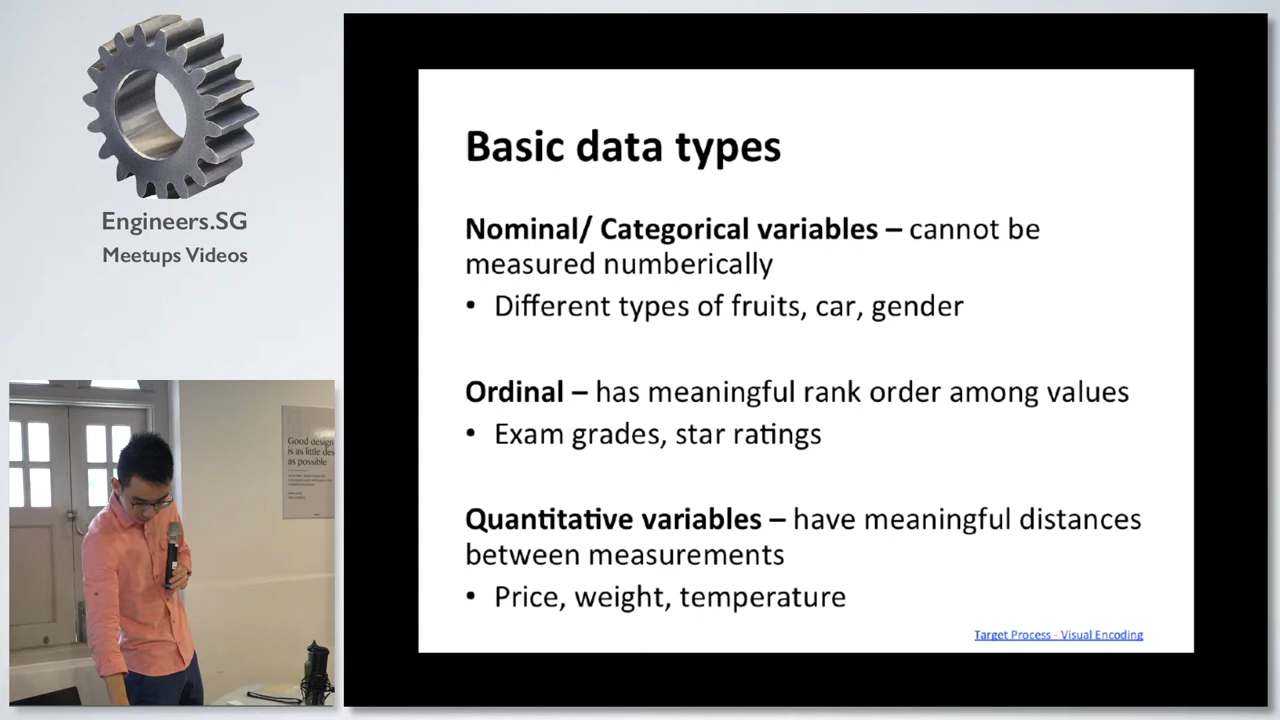 Engineers.SG
Meetups Videos
Basic data types
Nominal/ Categorical variables – cannot be
measured numberically
• Different types of fruits, car, gender
Ordinal – has meaningful rank order among values
• Exam grades, star ratings
Quantitative variables – have meaningful distances
between measurements
• Price, weight, temperature
Target Process - Visual Encoding
Good design
is as little des
as possible